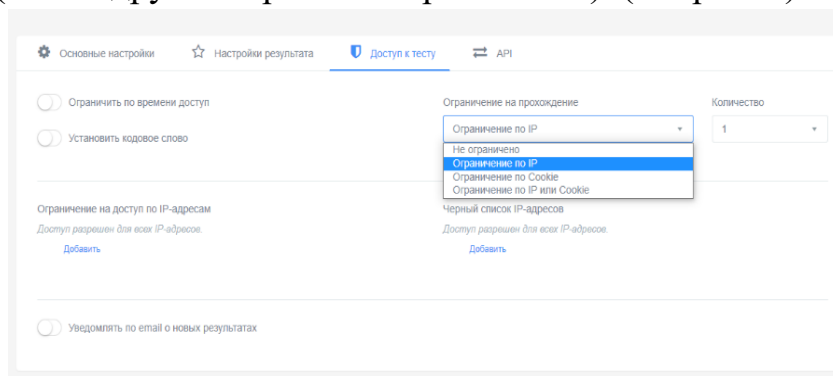 Основные настройки Настройки результата Доступ к тесту API
Ограничить по времени доступ
Установить кодовое слово
Ограничение на прохождение Количество
Ограничение по IP 1
Не ограничено
Ограничение по IP
Ограничение по Cookie
Ограничение по IP или Cookie
Ограничение на доступ по IP-адресам
Доступ разрешен для всех IP-адресов.
Добавить
Черный список IP-адресов
Доступ разрешен для всех IP-адресов.
Добавить
Уведомлять по email о новых результатах